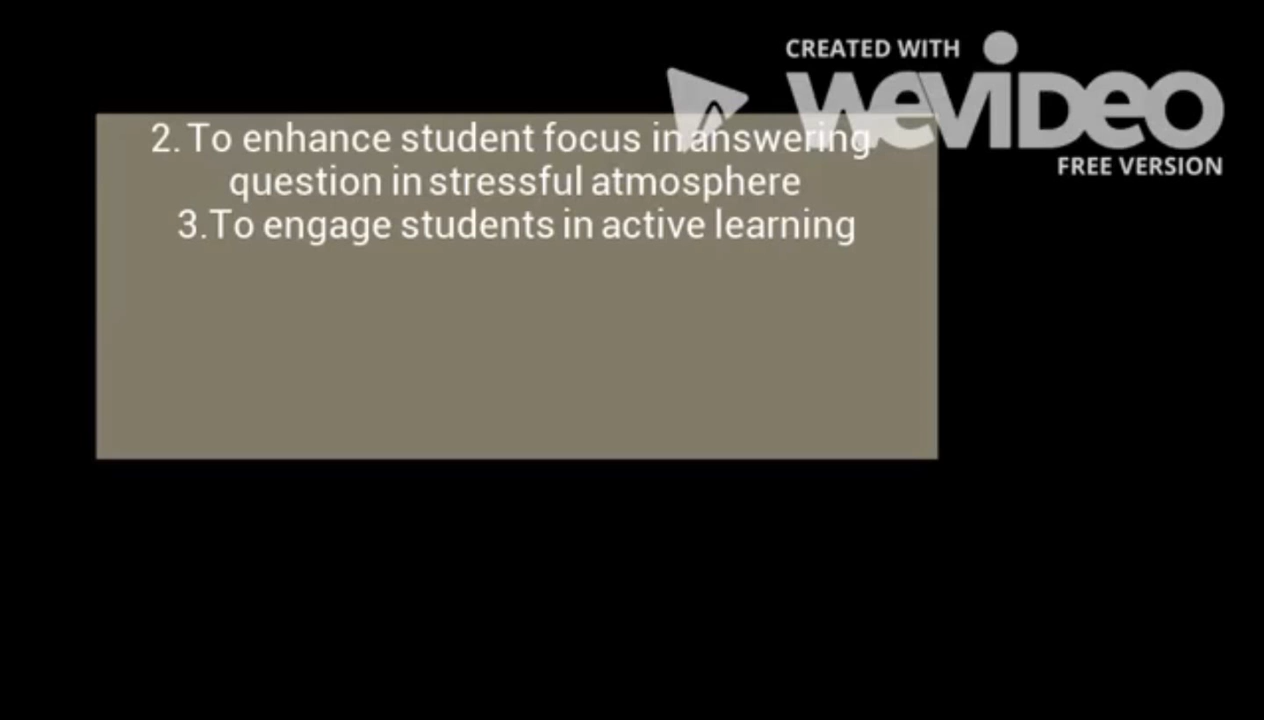 CREATED WITH
WEVIDEO
FREE VERSION
2. To enhance student focus in answering
question in stressful atmosphere
3.To engage students in active learning